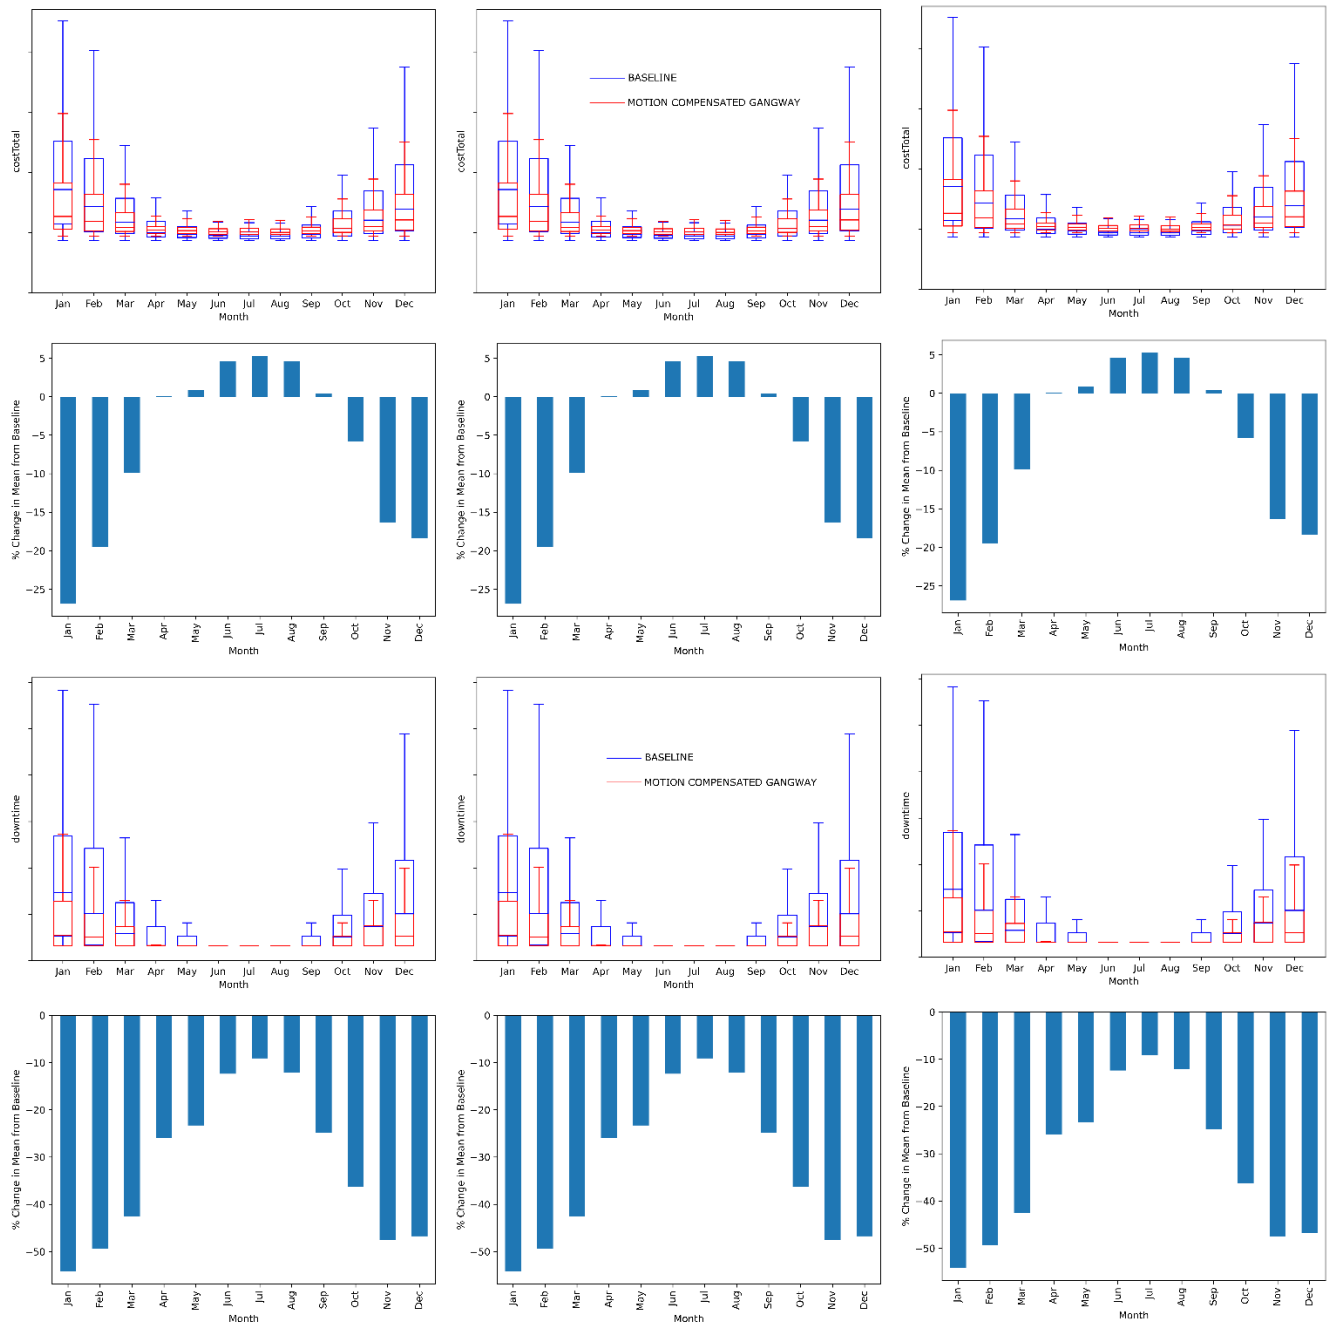 costTotal
Jan Feb Mar Apr May Jun Jul Aug Sep Oct Nov Dec
Month
costTotal
BASELINE
MOTION COMPENSATED GANGWAY
Jan Feb Mar Apr May Jun Jul Aug Sep Oct Nov Dec
Month
costTotal
Jan Feb Mar Apr May Jun Jul Aug Sep Oct Nov Dec
Month
% Change in Mean from Baseline
5
0
−5
−10
−15
−20
−25
Jan Feb Mar Apr May Jun Jul Aug Sep Oct Nov Dec
Month
% Change in Mean from Baseline
5
0
−5
−10
−15
−20
−25
Jan Feb Mar Apr May Jun Jul Aug Sep Oct Nov Dec
Month
% Change in Mean from Baseline
5
0
−5
−10
−15
−20
−25
Jan Feb Mar Apr May Jun Jul Aug Sep Oct Nov Dec
Month
downtime
Jan Feb Mar Apr May Jun Jul Aug Sep Oct Nov Dec
Month
downtime
BASELINE
MOTION COMPENSATED GANGWAY
Jan Feb Mar Apr May Jun Jul Aug Sep Oct Nov Dec
Month
downtime
Jan Feb Mar Apr May Jun Jul Aug Sep Oct Nov Dec
Month
% Change in Mean from Baseline
0
−10
−20
−30
−40
−50
Jan Feb Mar Apr May Jun Jul Aug Sep Oct Nov Dec
Month
% Change in Mean from Baseline
0
−10
−20
−30
−40
−50
Jan Feb Mar Apr May Jun Jul Aug Sep Oct Nov Dec
Month
% Change in Mean from Baseline
0
−10
−20
−30
−40
−50
Jan Feb Mar Apr May Jun Jul Aug Sep Oct Nov Dec
Month